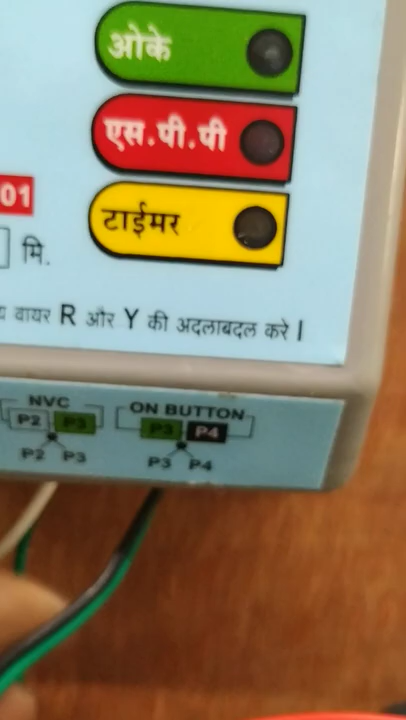 ओके
एस.पी.पी
01
टाईमर
मि.
वायर R और Y की अदलाबदल करे I
NVC
ON BUTTON
P2 P3
P3 P4
P2 P3
P3 P4